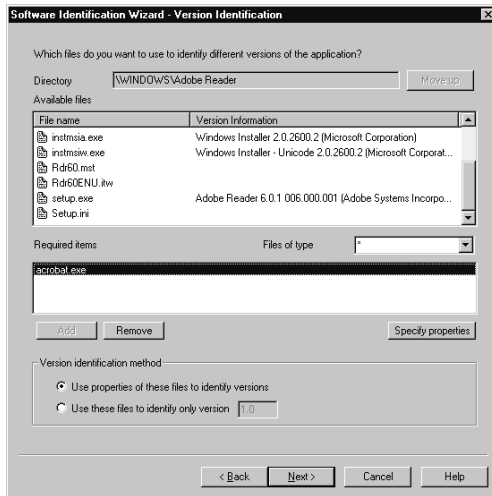 Software Identification Wizard - Version Identification
Which files do you want to use to identify different versions of the application?
Directory \WINDOWS\Adobe Reader Move up
Available files
File name Version Information
instmsia.exe Windows Installer 2.0.2600.2 (Microsoft Corporation)
instmsiw.exe Windows Installer - Unicode 2.0.2600.2 (Microsoft Corporat...
Rdr60.mst
Rdr60ENU.itw
setup.exe Adobe Reader 6.0.1 006.000.001 (Adobe Systems Incorpo...
Setup.ini
Required items Files of type *
acrobat.exe
Add Remove Specify properties
Version identification method
Use properties of these files to identify versions
Use these files to identify only version 1.0
< Back Next > Cancel Help